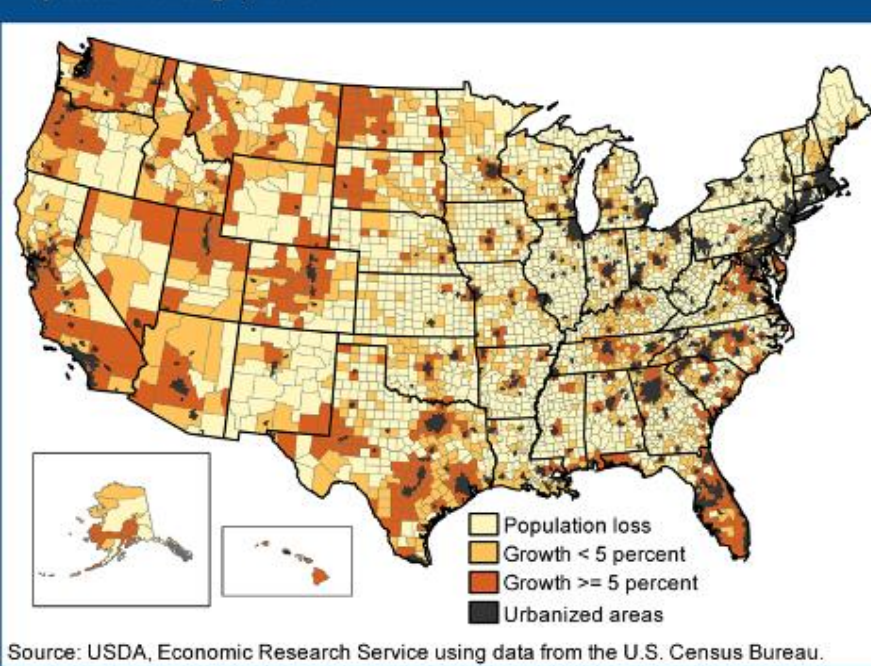 Population loss
Growth < 5 percent
Growth >= 5 percent
Urbanized areas
Source: USDA, Economic Research Service using data from the U.S. Census Bureau.